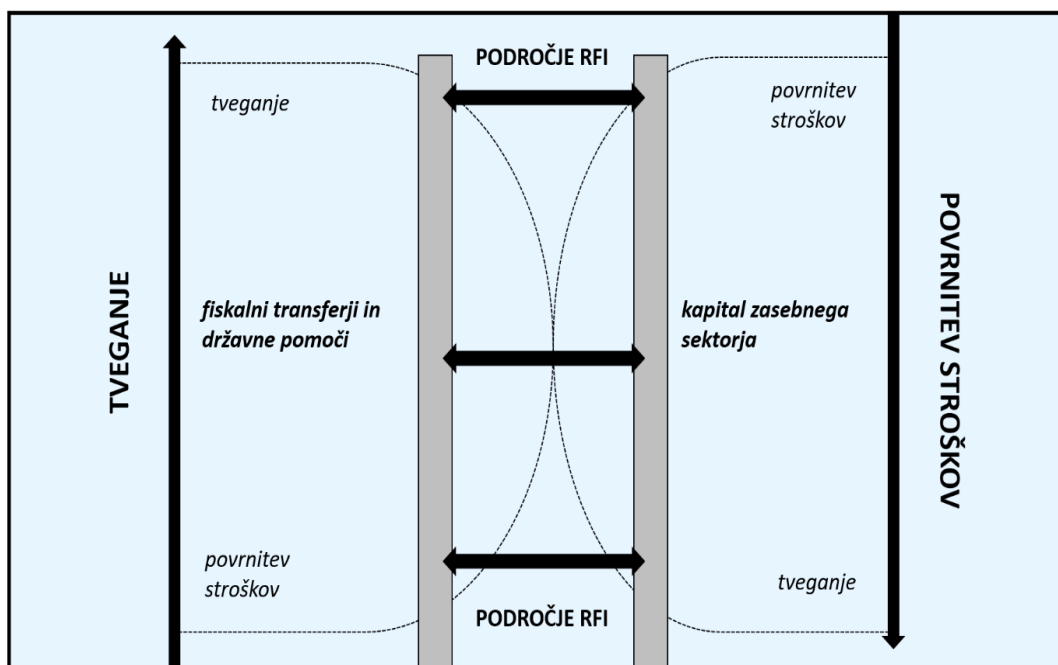 PODROČJE RFI
tveganje
povrnitev
stroškov
TVEGANJE
fiskalni transferji in
državne pomoči
kapital zasebnega
sektorja
POVRNITEV STROŠKOV
povrnitev
stroškov
tveganje
PODROČJE RFI